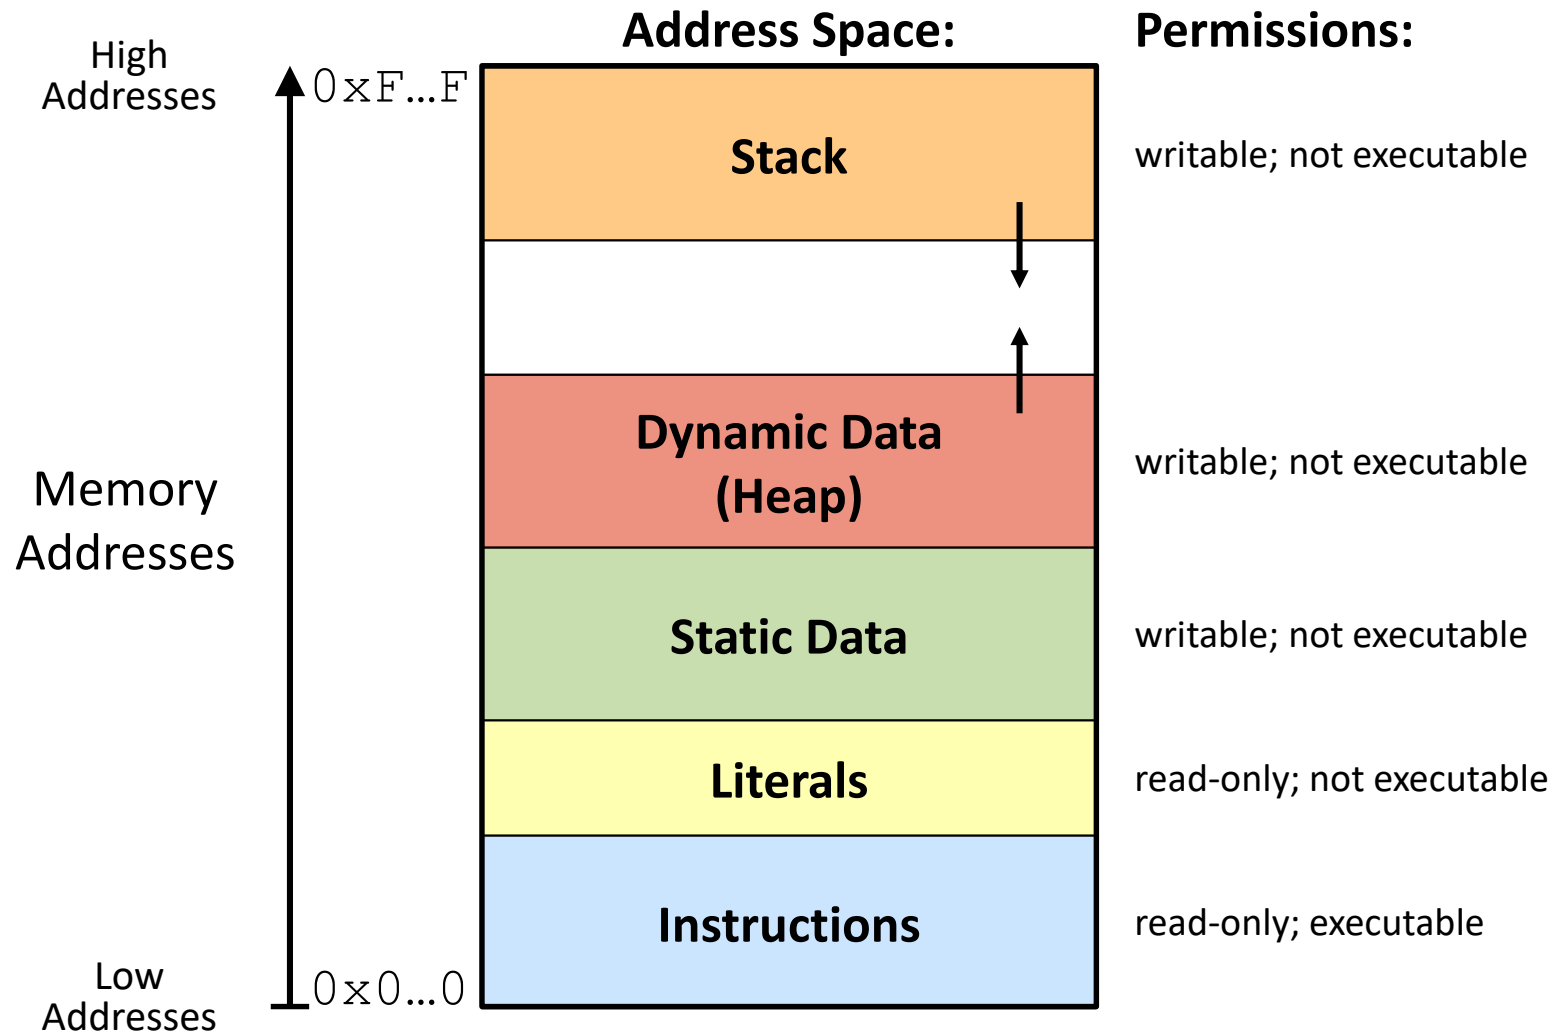 Address Space:
Permissions:
High
Addresses
0xF...F
Stack
writable; not executable
Dynamic Data
(Heap)
writable; not executable
Memory
Addresses
Static Data
writable; not executable
Literals
read-only; not executable
Instructions
read-only; executable
Low
Addresses
0x0...0